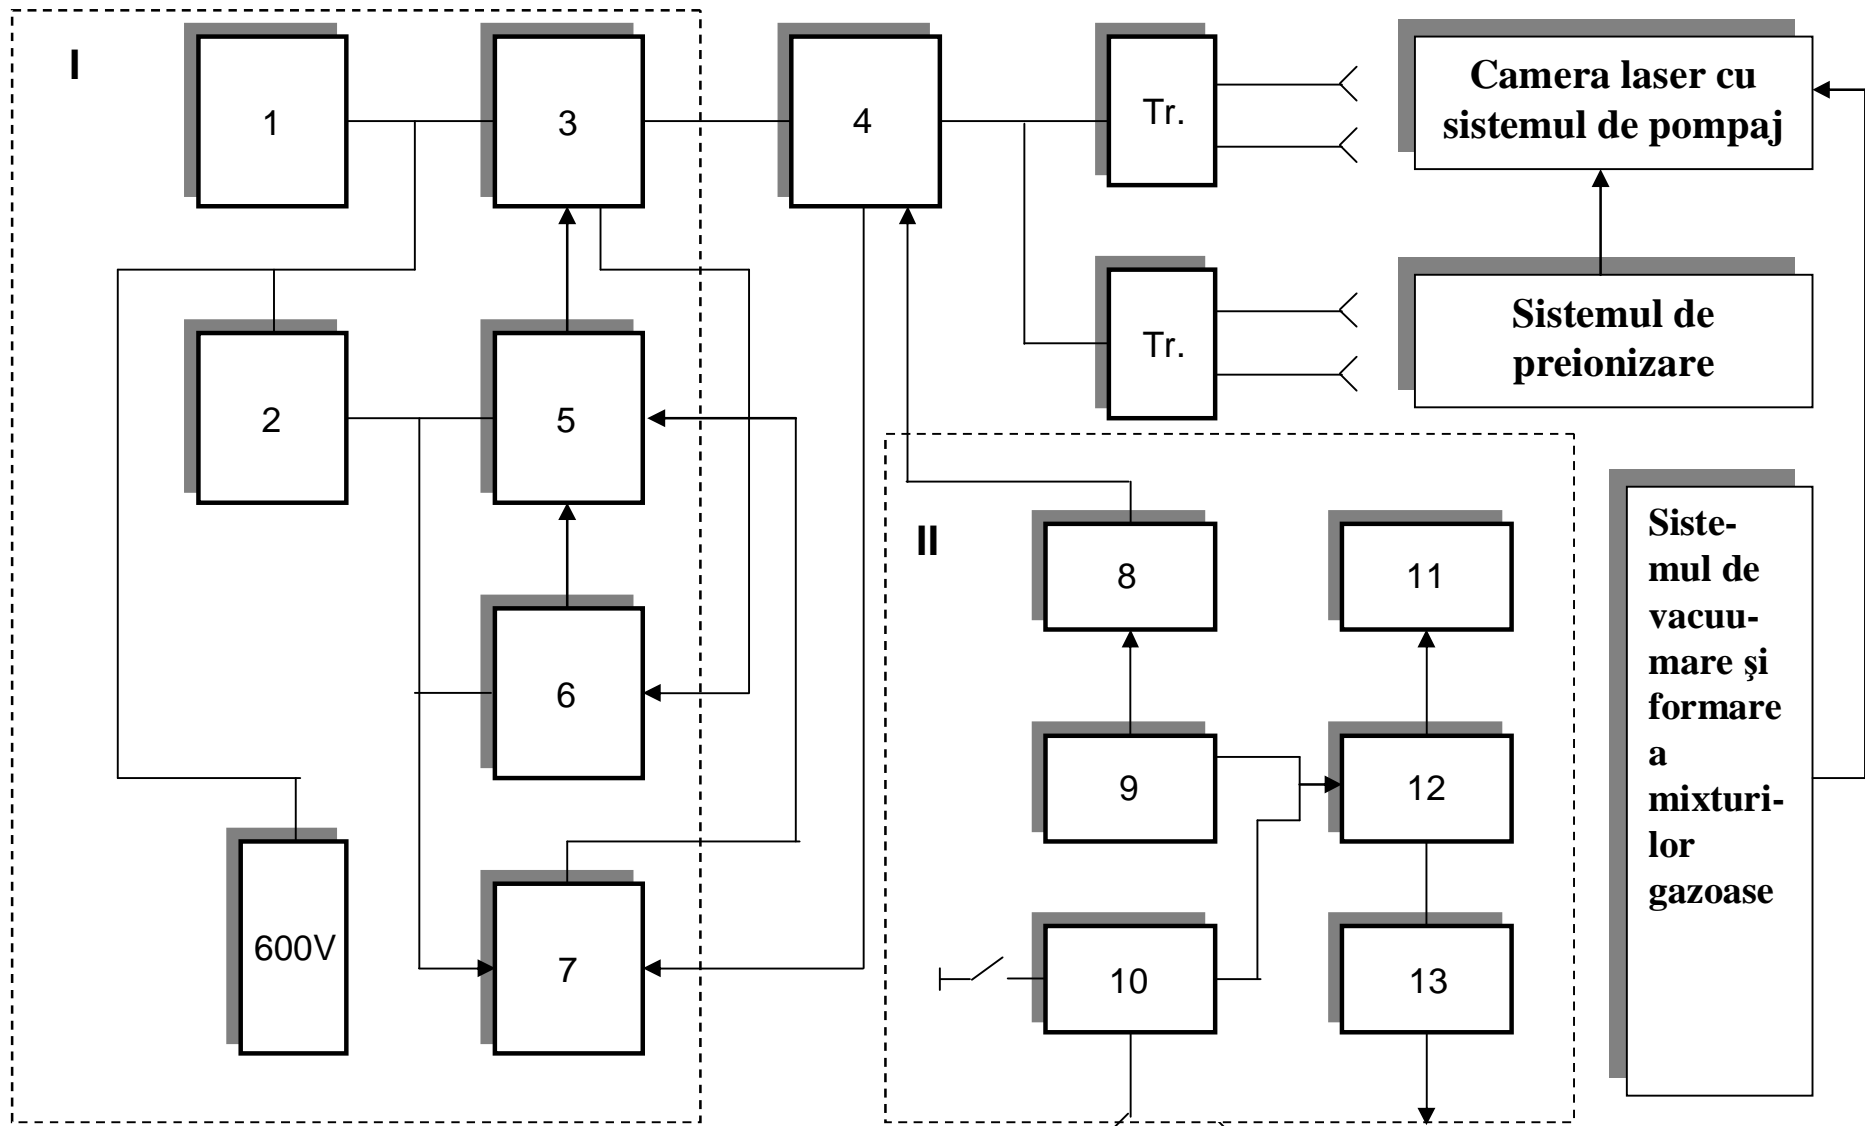 I
1
3
4
Tr.
Camera laser cu
sistemul de pompaj
2
5
Tr.
Sistemul de
preionizare
II
6
8
11
Siste-
mul de
vacuu-
mare şi
formare
a
mixturi-
lor
gazoase
9
12
600V
7
10
13